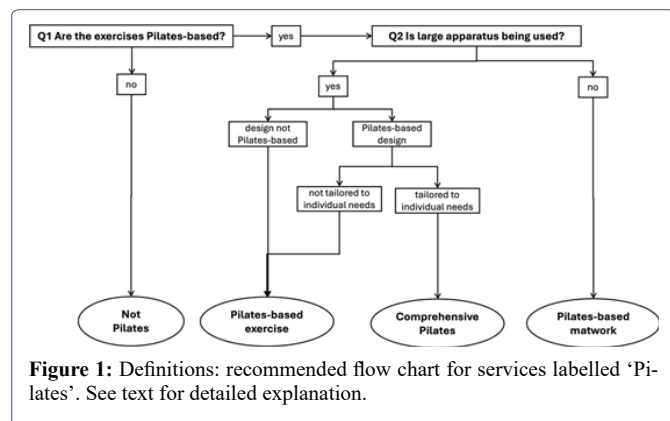 Q1 Are the exercises Pilates-based?
yes
Q2 Is large apparatus being used?
no
yes
no
design not
Pilates-based
Pilates-based
design
not tailored to
individual needs
tailored to
individual needs
Not
Pilates
Pilates-based
exercise
Comprehensive
Pilates
Pilates-based
matwork
Figure 1: Definitions: recommended flow chart for services labelled ‘Pi-
lates’. See text for detailed explanation.